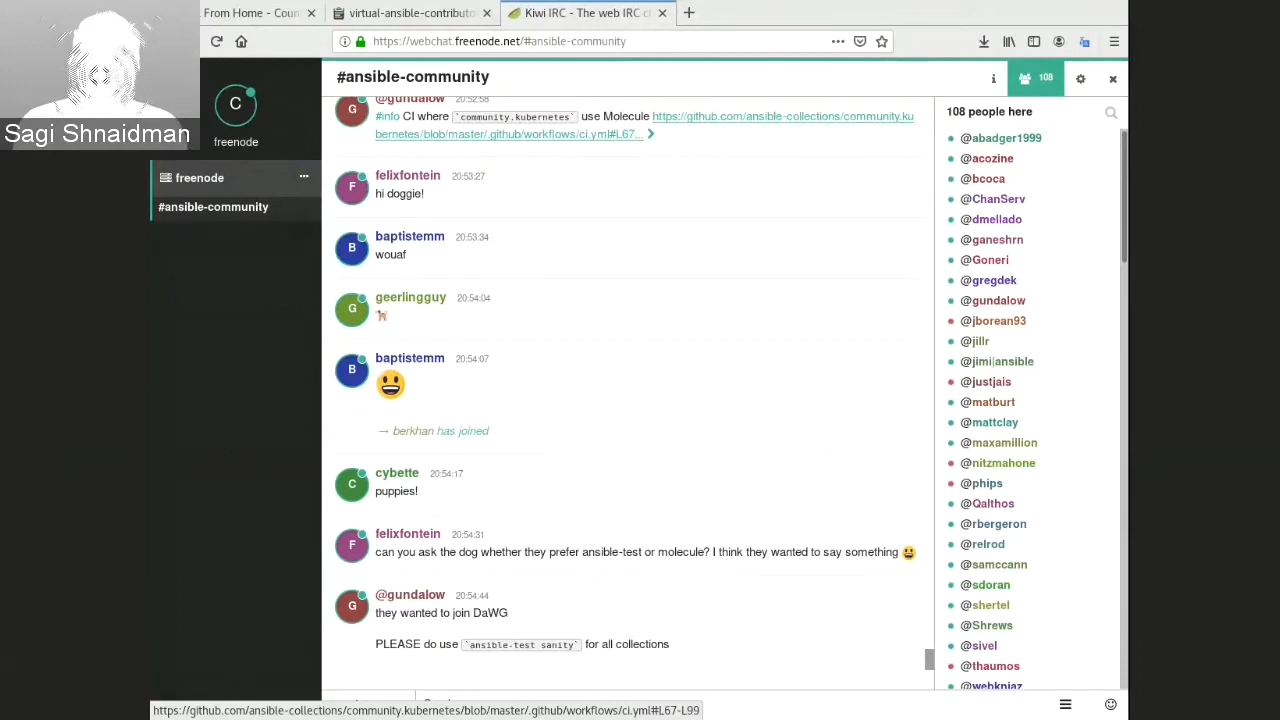 From Home - Coun
virtual-ansible-contributo
Kiwi IRC - The web IRC cl
Sagi Shnaidman
https://webchat.freenode.net/#ansible-community
C
freenode
freenode
#ansible-community
#ansible-community
108
@gundalow 20:52:58
G
#info CI where `community.kubernetes` use Molecule https://github.com/ansible-collections/community.ku
bernetes/blob/master/.github/workflows/ci.yml#L67...
felixfontein 20:53:27
F
hi doggie!
baptistemm 20:53:34
B
wouaf
geerlingguy 20:54:04
G
baptistemm 20:54:07
B
→ berkhan has joined
cybette 20:54:17
C
puppies!
felixfontein 20:54:31
F
can you ask the dog whether they prefer ansible-test or molecule? I think they wanted to say something
@gundalow 20:54:44
G
they wanted to join DaWG
PLEASE do use `ansible-test sanity` for all collections
108 people here
@abadger1999
@acozine
@bcoca
@ChanServ
@dmellado
@ganeshrn
@Goneri
@gregdek
@gundalow
@jborean93
@jillr
@jimi|ansible
@justjais
@matburt
@mattclay
@maxamillion
@nitzmahone
@phips
@Qalthos
@rbergeron
@relrod
@samccann
@sdoran
@shertel
@Shrews
@sivel
@thaumos
@webknjaz
https://github.com/ansible-collections/community.kubernetes/blob/master/.github/workflows/ci.yml#L67-L99